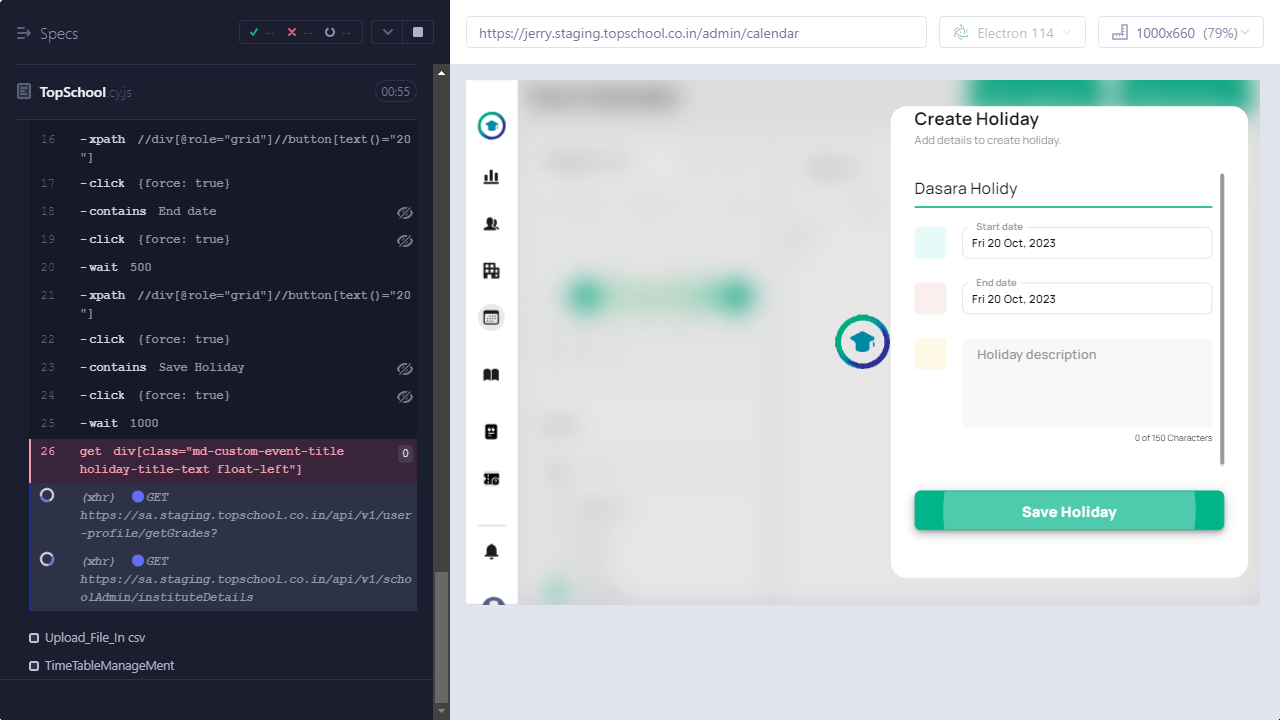 Specs
--
--
--
https://jerry.staging.topschool.co.in/admin/calendar
Electron 114
1000x660 (79%)
TopSchool.cy.js
00:55
16 -xpath //div[@role="grid"]//button[text()="20
"]
17 -click {force: true}
18 -contains End date
19 -click {force: true}
20 -wait 500
21 -xpath //div[@role="grid"]//button[text()="20
"]
22 -click {force: true}
23 -contains Save Holiday
24 -click {force: true}
25 -wait 1000
26 get div[class="md-custom-event-title
holiday-title-text float-left"]
0
(xhr) GET
https://sa.staging.topschool.co.in/api/v1/user
-profile/getGrades?
(xhr) GET
https://sa.staging.topschool.co.in/api/v1/scho
olAdmin/instituteDetails
Upload_File_In csv
TimeTableManageMent
Create Holiday
Add details to create holiday.
Dasara Holidy
Start date
Fri 20 Oct, 2023
End date
Fri 20 Oct, 2023
Holiday description
0 of 150 Characters
Save Holiday